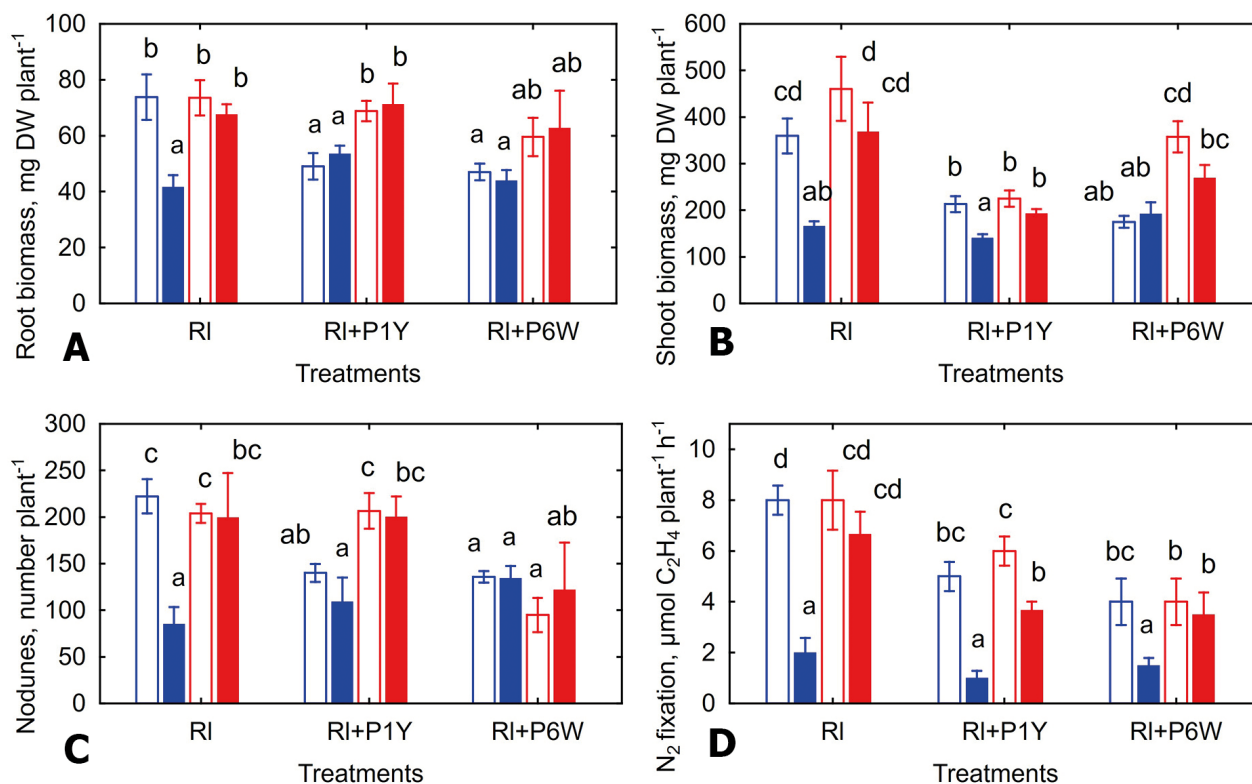 Root biomass, mg DW plant⁻¹
100
80
60
40
20
0
b
a
b
b
a
a
b
b
a
a
ab
ab
RI
RI+P1Y
RI+P6W
A
Treatments
Shoot biomass, mg DW plant⁻¹
600
500
400
300
200
100
0
cd
ab
d
cd
b
a
b
b
ab
ab
cd
bc
RI
RI+P1Y
RI+P6W
B
Treatments
Nodunes, number plant⁻¹
300
250
200
150
100
50
0
c
a
c
bc
ab
a
c
bc
a
a
a
ab
RI
RI+P1Y
RI+P6W
C
Treatments
N₂ fixation, µmol C₂H₄ plant⁻¹ h⁻¹
10
8
6
4
2
0
d
a
cd
cd
bc
a
c
b
bc
a
b
b
RI
RI+P1Y
RI+P6W
D
Treatments